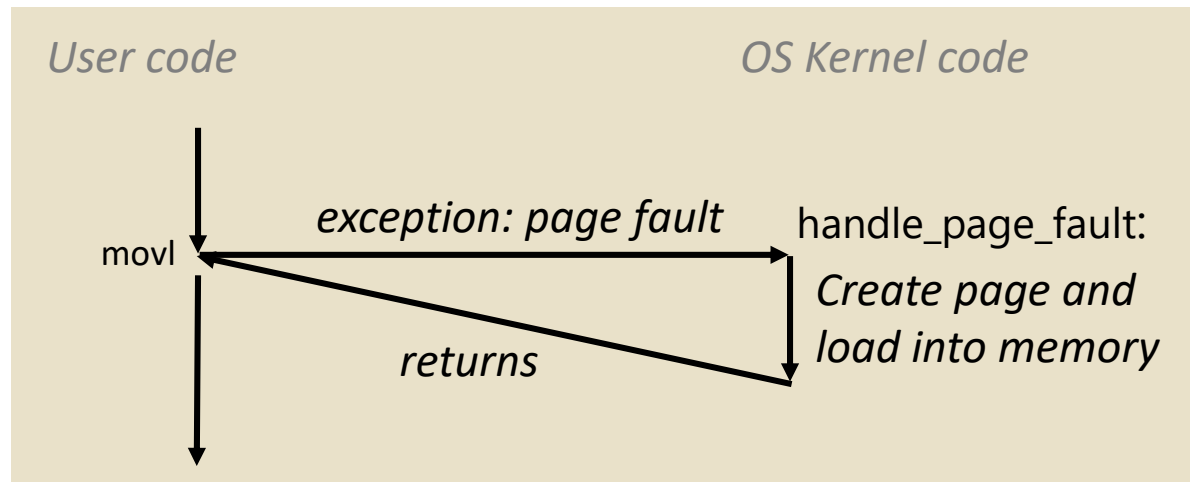 User code
OS Kernel code
exception: page fault
handle_page_fault:
movl
Create page and
load into memory
returns